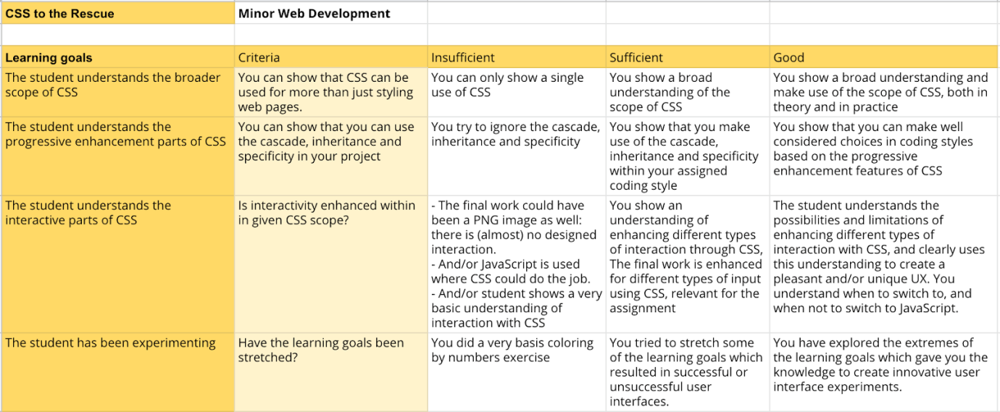 CSS to the Rescue
Minor Web Development
Learning goals
Criteria
Insufficient
Sufficient
Good
The student understands the broader
scope of CSS
You can show that CSS can be
used for more than just styling
web pages.
You can only show a single
use of CSS
You show a broad
understanding of the
scope of CSS
You show a broad understanding and
make use of the scope of CSS, both in
theory and in practice
The student understands the
progressive enhancement parts of CSS
You can show that you can use
the cascade, inheritance and
specificity in your project
You try to ignore the cascade,
inheritance and specificity
You show that you make
use of the cascade,
inheritance and specificity
within your assigned
coding style
You show that you can make well
considered choices in coding styles
based on the progressive
enhancement features of CSS
The student understands the
interactive parts of CSS
Is interactivity enhanced within
in given CSS scope?
- The final work could have
been a PNG image as well:
there is (almost) no designed
interaction.
- And/or JavaScript is used
where CSS could do the job.
- And/or student shows a very
basic understanding of
interaction with CSS
You show an
understanding of
enhancing different types
of interaction through CSS,
The final work is enhanced
for different types of input
using CSS, relevant for the
assignment
The student understands the
possibilities and limitations of
enhancing different types of
interaction with CSS, and clearly uses
this understanding to create a
pleasant and/or unique UX. You
understand when to switch to, and
when not to switch to JavaScript.
The student has been experimenting
Have the learning goals been
stretched?
You did a very basis coloring
by numbers exercise
You tried to stretch some
of the learning goals which
resulted in successful or
unsuccessful user
interfaces.
You have explored the extremes of
the learning goals which gave you the
knowledge to create innovative user
interface experiments.